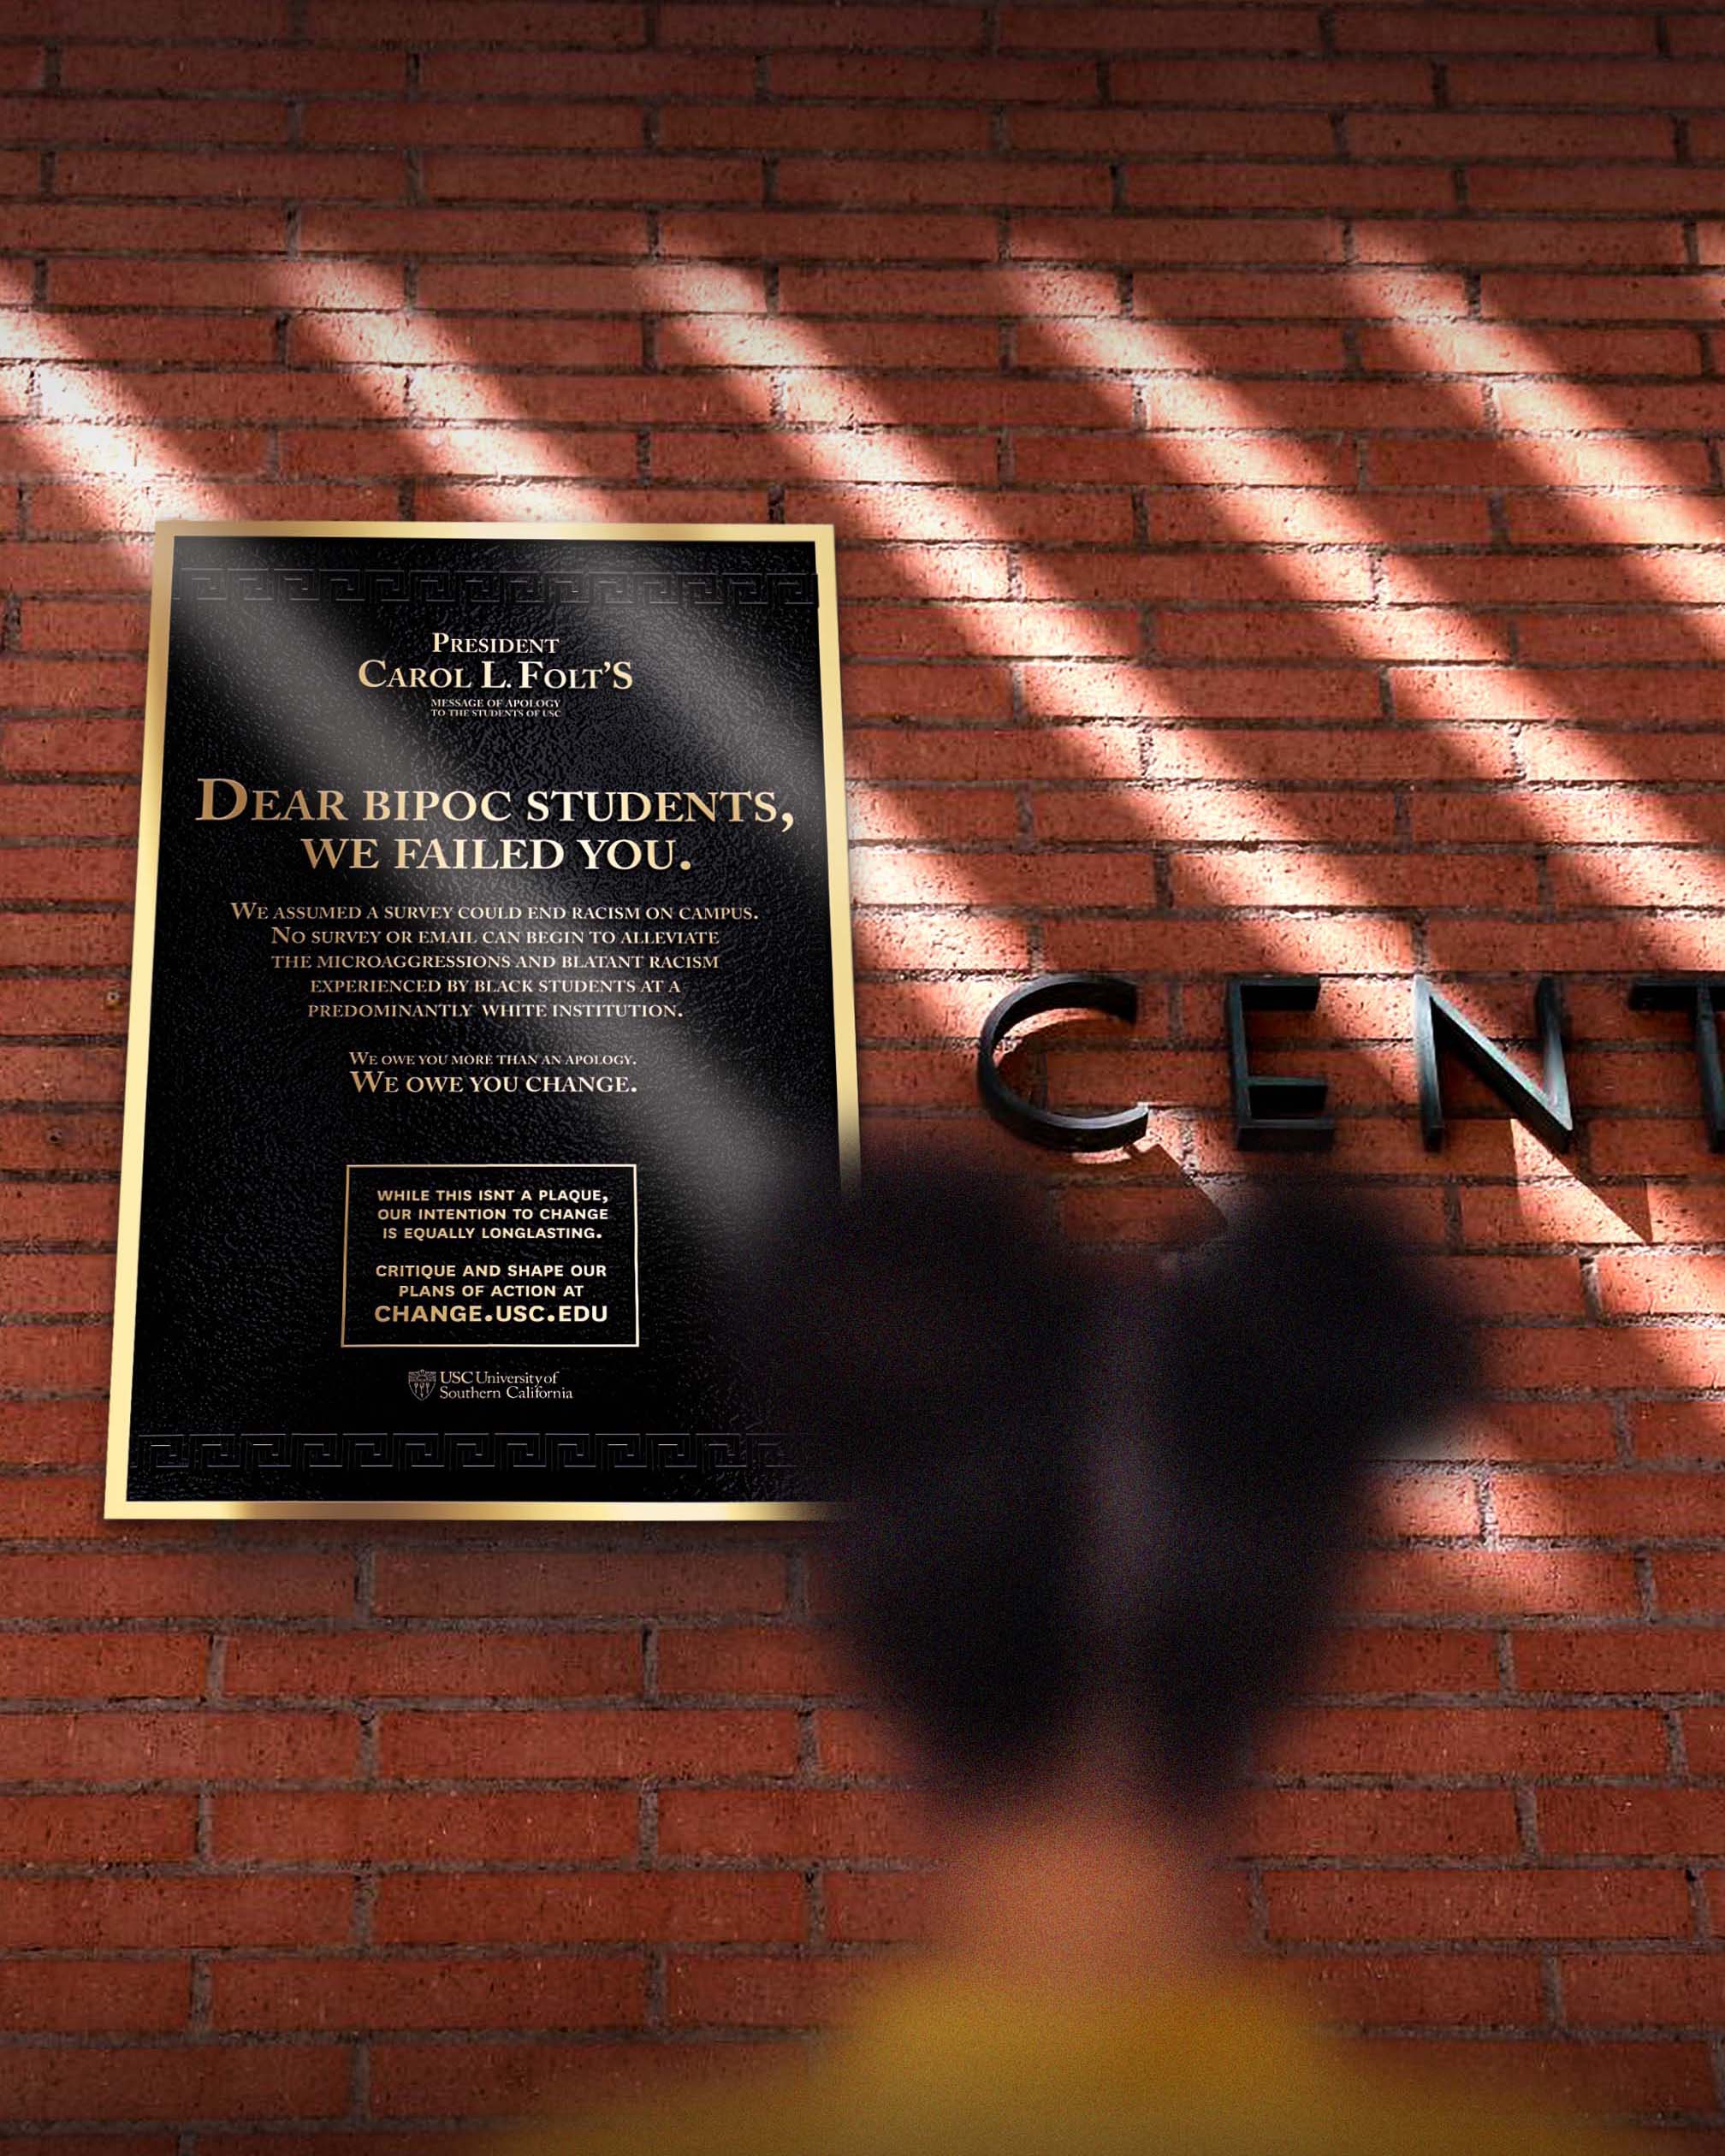 PRESIDENT
CAROL L. FOLT'S
MESSAGE OF APOLOGY
TO THE STUDENTS OF USC
DEAR BIPOC STUDENTS,
WE FAILED YOU.
WE ASSUMED A SURVEY COULD END RACISM ON CAMPUS.
NO SURVEY OR EMAIL CAN BEGIN TO ALLEVIATE
THE MICROAGGRESSIONS AND BLATANT RACISM
EXPERIENCED BY BLACK STUDENTS AT A
PREDOMINANTLY WHITE INSTITUTION.
WE OWE YOU MORE THAN AN APOLOGY.
WE OWE YOU CHANGE.
WHILE THIS ISNT A PLAQUE,
OUR INTENTION TO CHANGE
IS EQUALLY LONGLASTING.
CRITIQUE AND SHAPE OUR
PLANS OF ACTION AT
CHANGE.USC.EDU
USC University of
Southern California
CENT